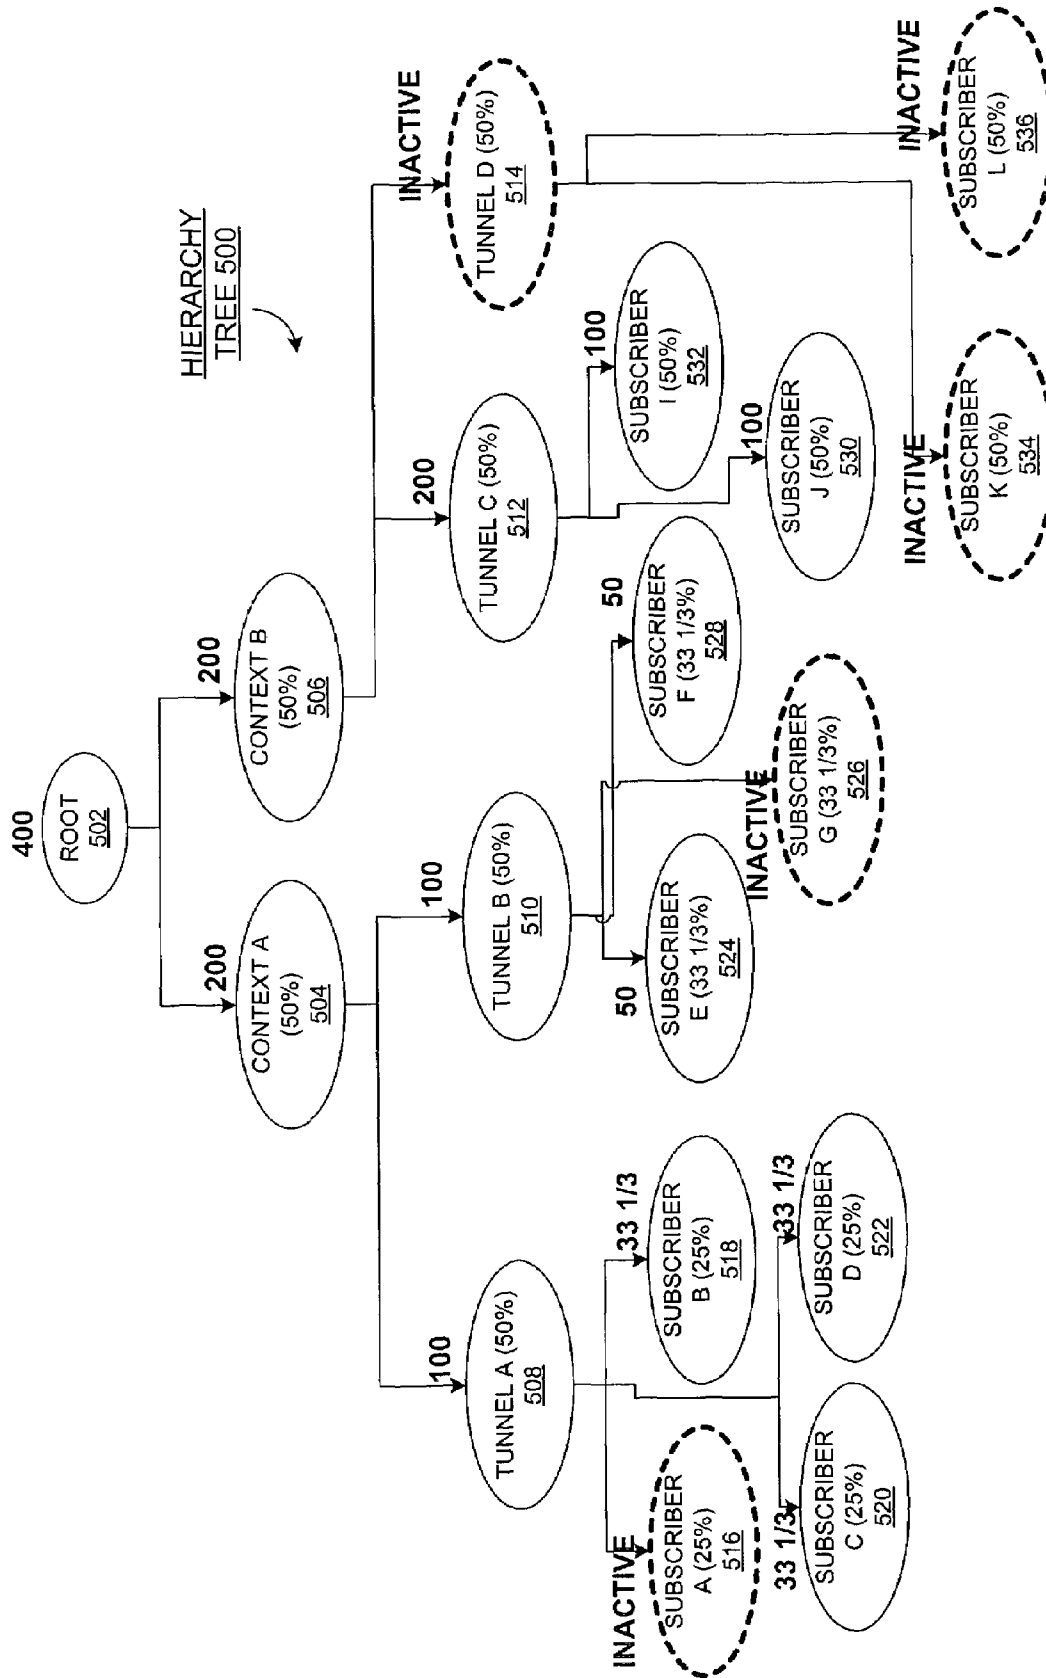 HIERARCHY
TREE 500
400
ROOT
502
200
CONTEXT A
(50%)
504
200
CONTEXT B
(50%)
506
100
TUNNEL A (50%)
508
100
TUNNEL B (50%)
510
200
TUNNEL C (50%)
512
INACTIVE
TUNNEL D (50%)
514
INACTIVE
SUBSCRIBER
A (25%)
516
33 1/3
SUBSCRIBER
B (25%)
518
33 1/3
SUBSCRIBER
C (25%)
520
33 1/3
SUBSCRIBER
D (25%)
522
50
SUBSCRIBER
E (33 1/3%)
524
INACTIVE
SUBSCRIBER
G (33 1/3%)
526
50
SUBSCRIBER
F (33 1/3%)
528
100
SUBSCRIBER
J (50%)
530
100
SUBSCRIBER
I (50%)
532
INACTIVE
SUBSCRIBER
K (50%)
534
INACTIVE
SUBSCRIBER
L (50%)
536